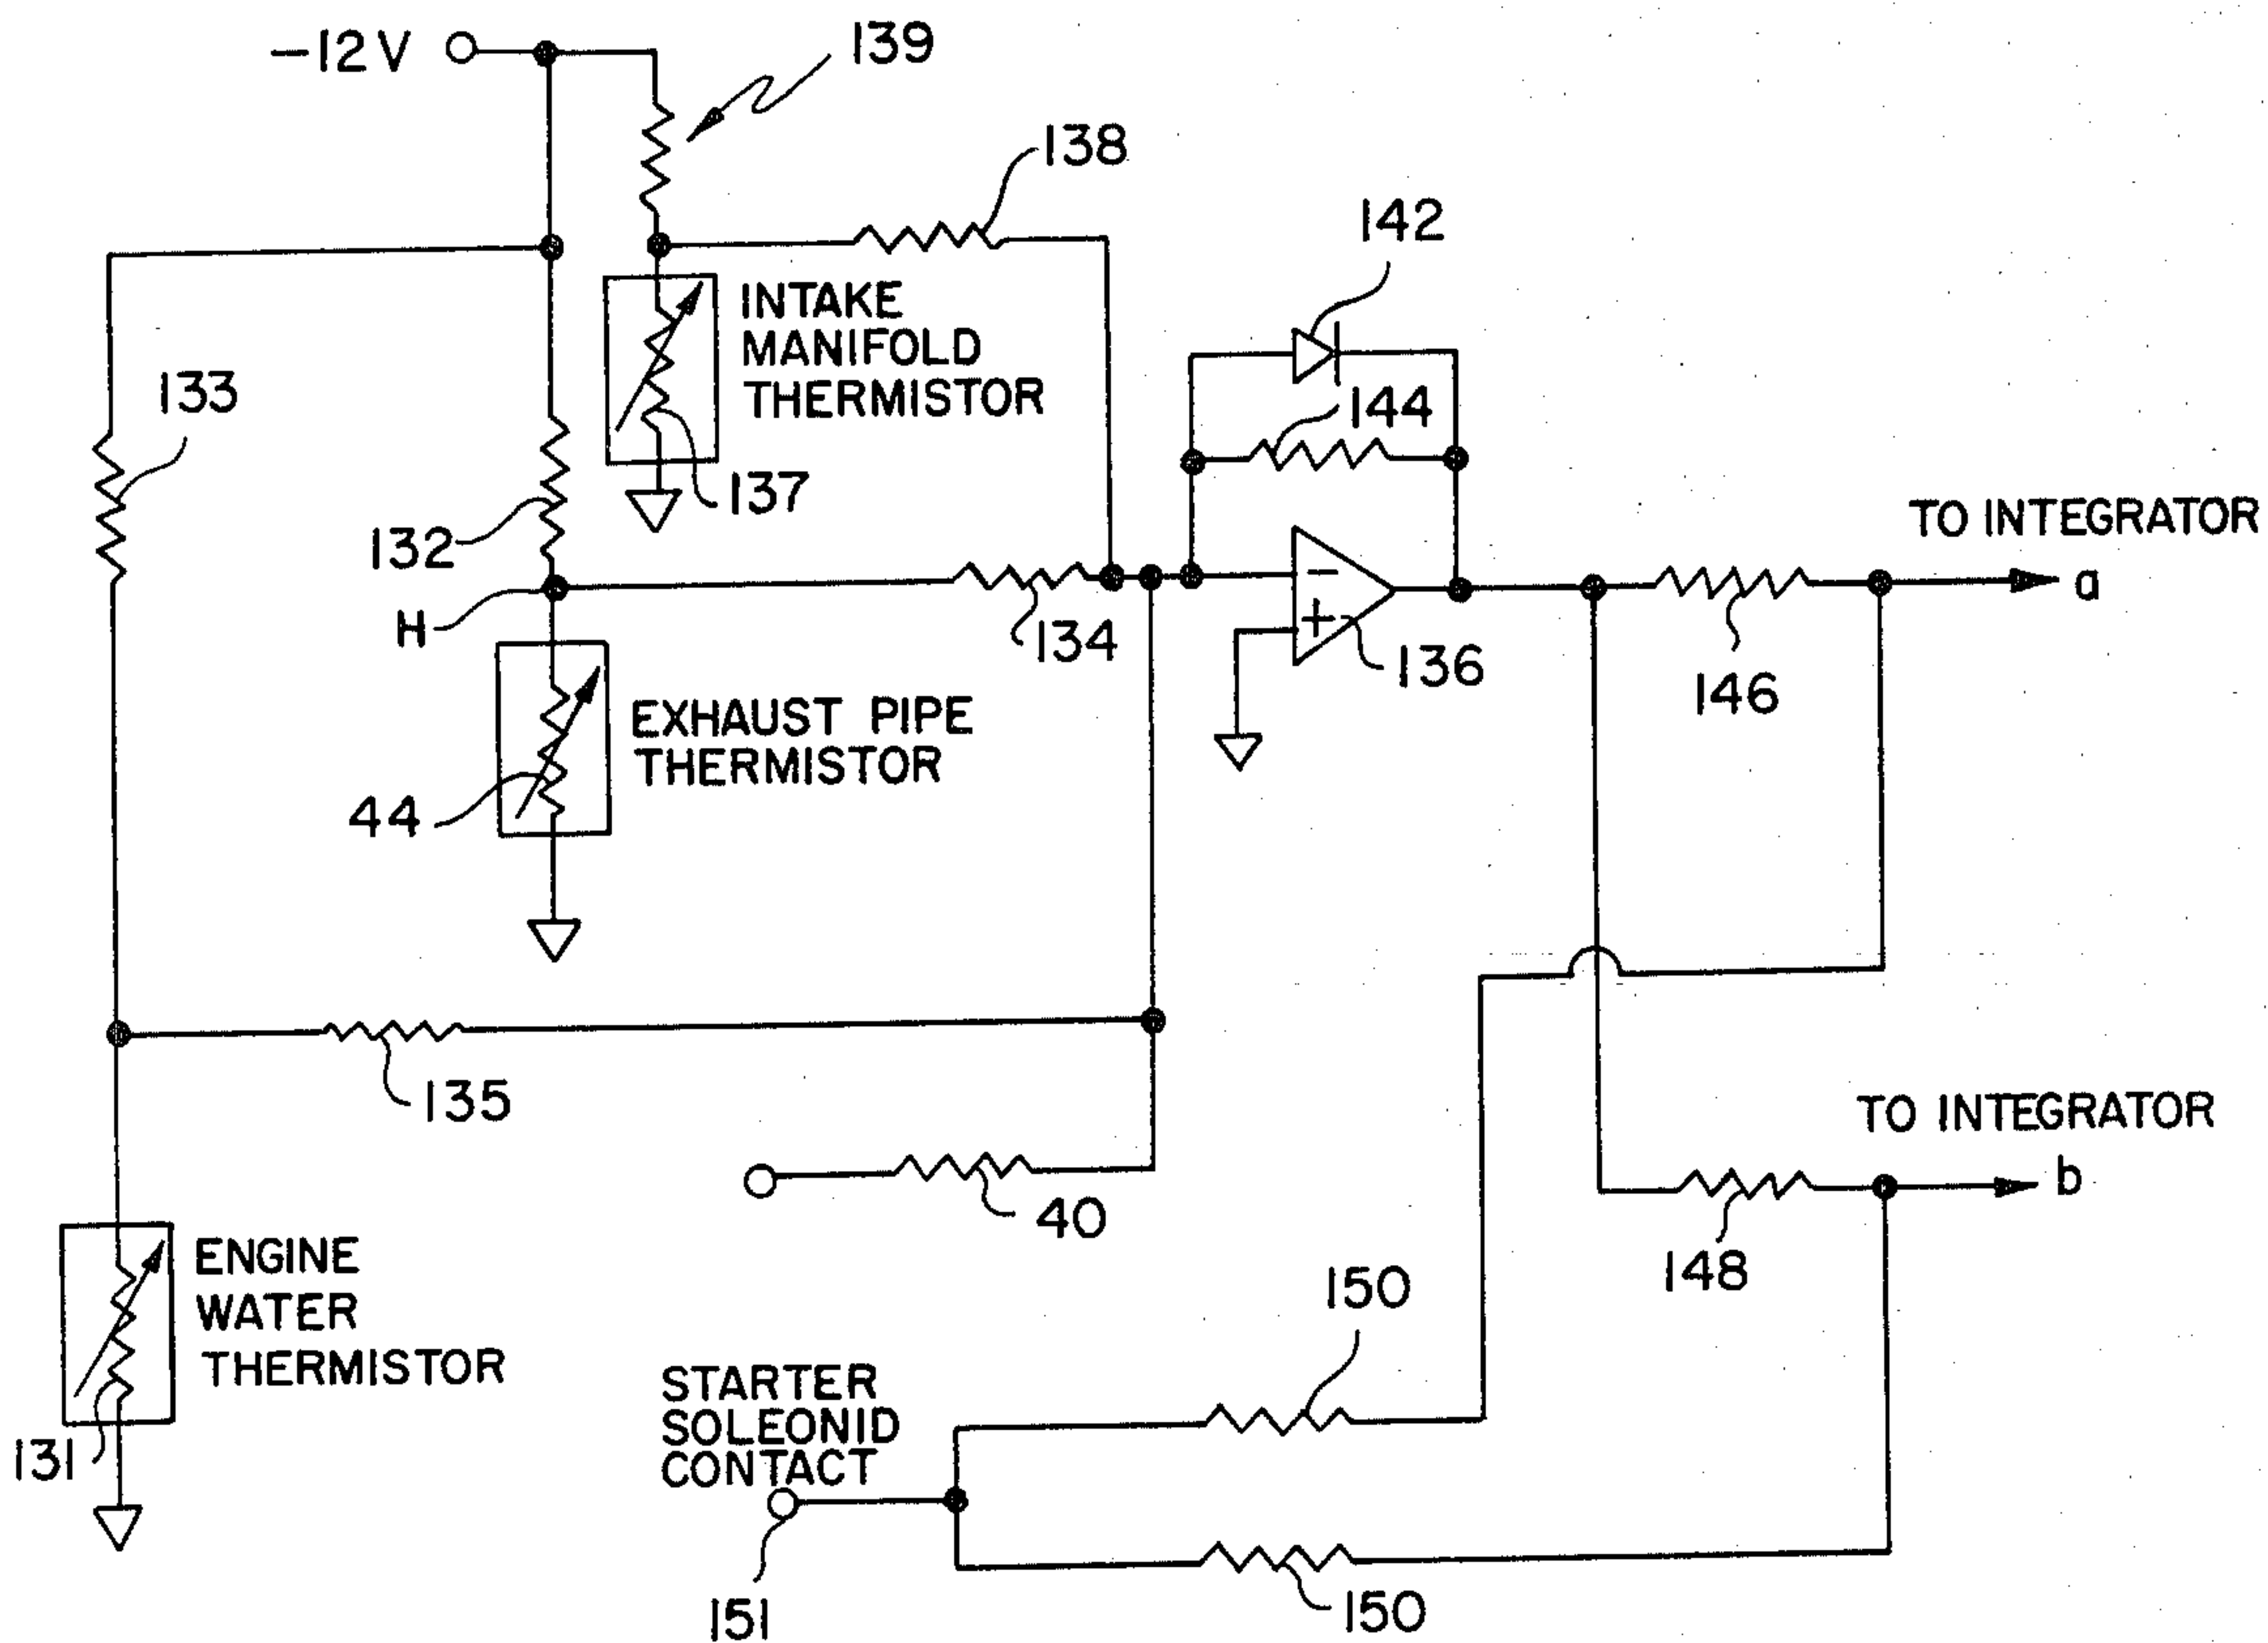 -12V
139
138
142
INTAKE
MANIFOLD
THERMISTOR
133
144
137
TO INTEGRATOR
132
a
H
134
-
+
136
146
EXHAUST PIPE
THERMISTOR
44
135
TO INTEGRATOR
b
40
148
ENGINE
WATER
THERMISTOR
150
STARTER
SOLEONID
CONTACT
131
151
150